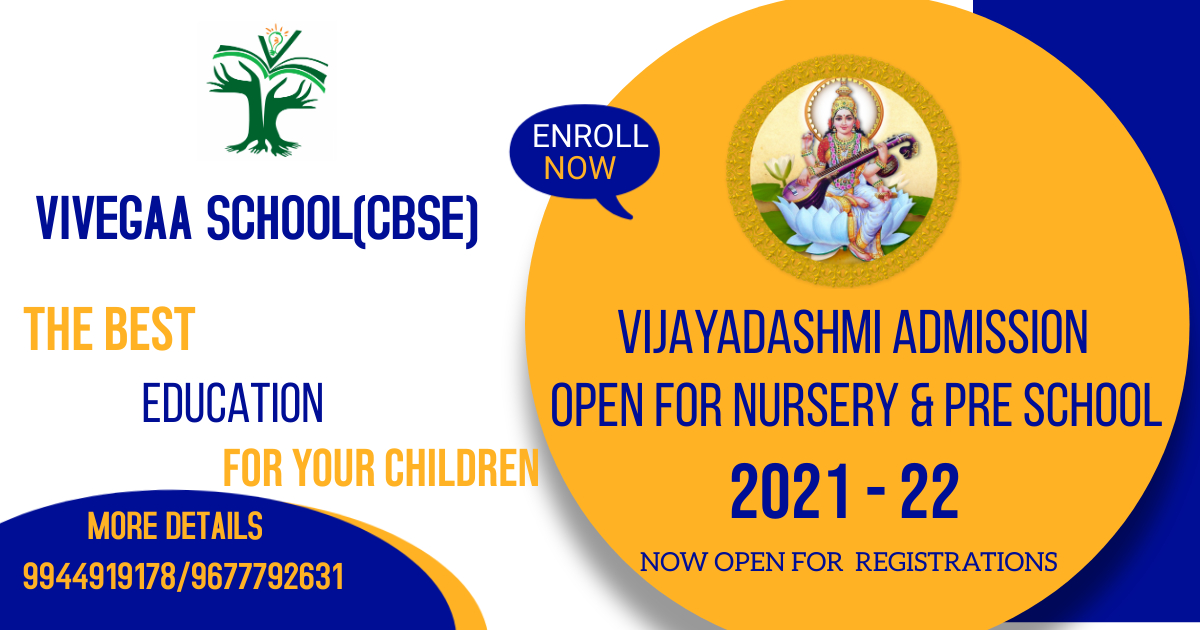 VIVEGAA SCHOOL(CBSE)
THE BEST
EDUCATION
FOR YOUR CHILDREN
MORE DETAILS
9944919178/9677792631
ENROLL
NOW
VIJAYADASHMI ADMISSION
OPEN FOR NURSERY & PRE SCHOOL
2021 - 22
NOW OPEN FOR REGISTRATIONS